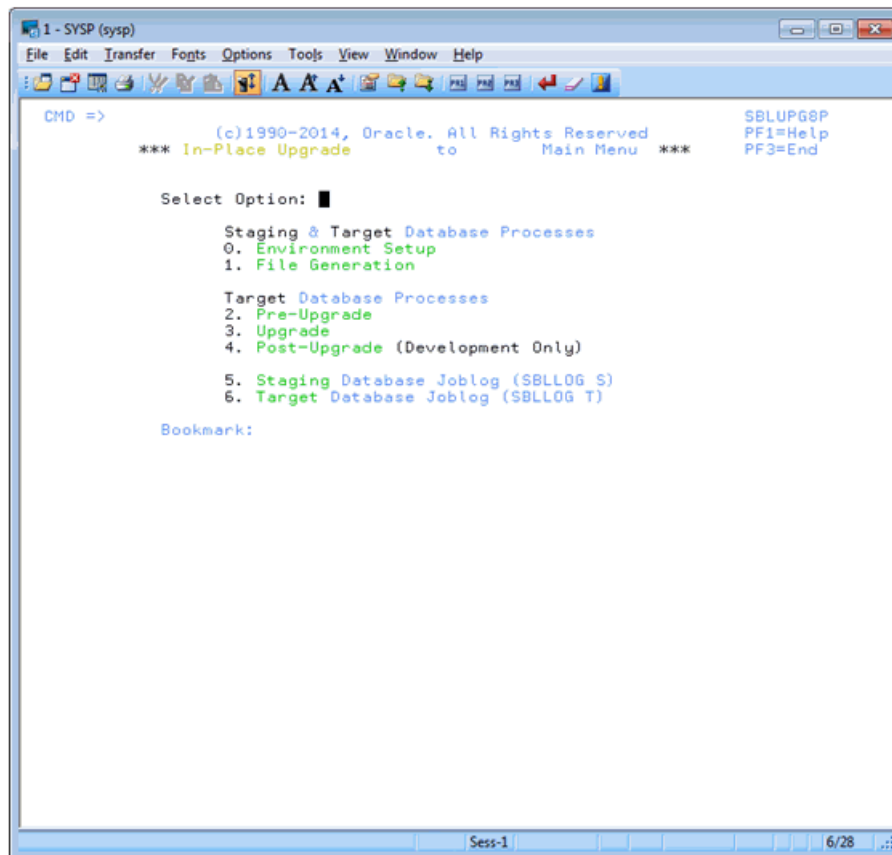 1 - SYSP (sysp)
File Edit Transfer Fonts Options Tools View Window Help
CMD => SBLUPG8P
(c)1990-2014, Oracle. All Rights Reserved PF1=Help
*** In-Place Upgrade to Main Menu *** PF3=End
Select Option:
Staging & Target Database Processes
0. Environment Setup
1. File Generation
Target Database Processes
2. Pre-Upgrade
3. Upgrade
4. Post-Upgrade (Development Only)
5. Staging Database Joblog (SBLLOG S)
6. Target Database Joblog (SBLLOG T)
Bookmark:
Sess-1 6/28